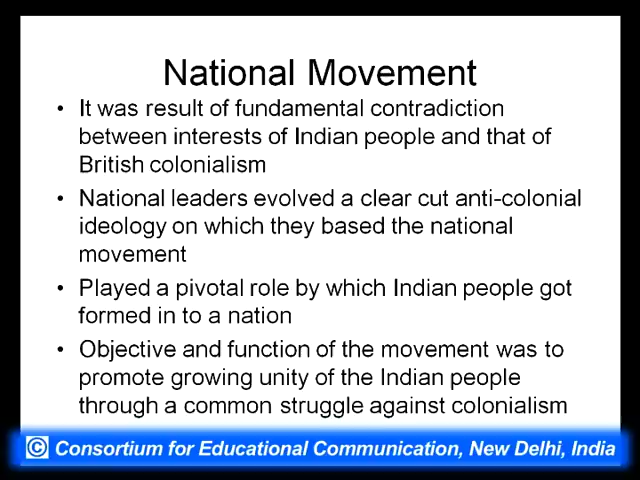 National Movement
• It was result of fundamental contradiction
between interests of Indian people and that of
British colonialism
• National leaders evolved a clear cut anti-colonial
ideology on which they based the national
movement
• Played a pivotal role by which Indian people got
formed in to a nation
• Objective and function of the movement was to
promote growing unity of the Indian people
through a common struggle against colonialism
© Consortium for Educational Communication, New Delhi, India